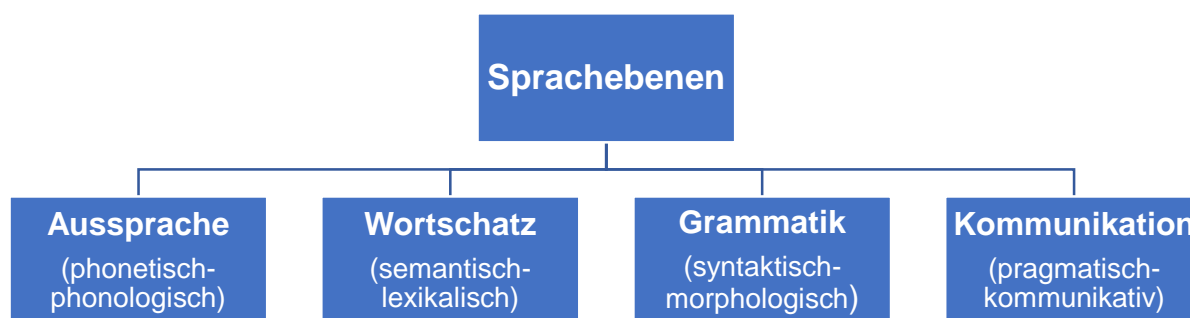 Sprachebenen
Aussprache
(phonetisch-
phonologisch)
Wortschatz
(semantisch-
lexikalisch)
Grammatik
(syntaktisch-
morphologisch)
Kommunikation
(pragmatisch-
kommunikativ)